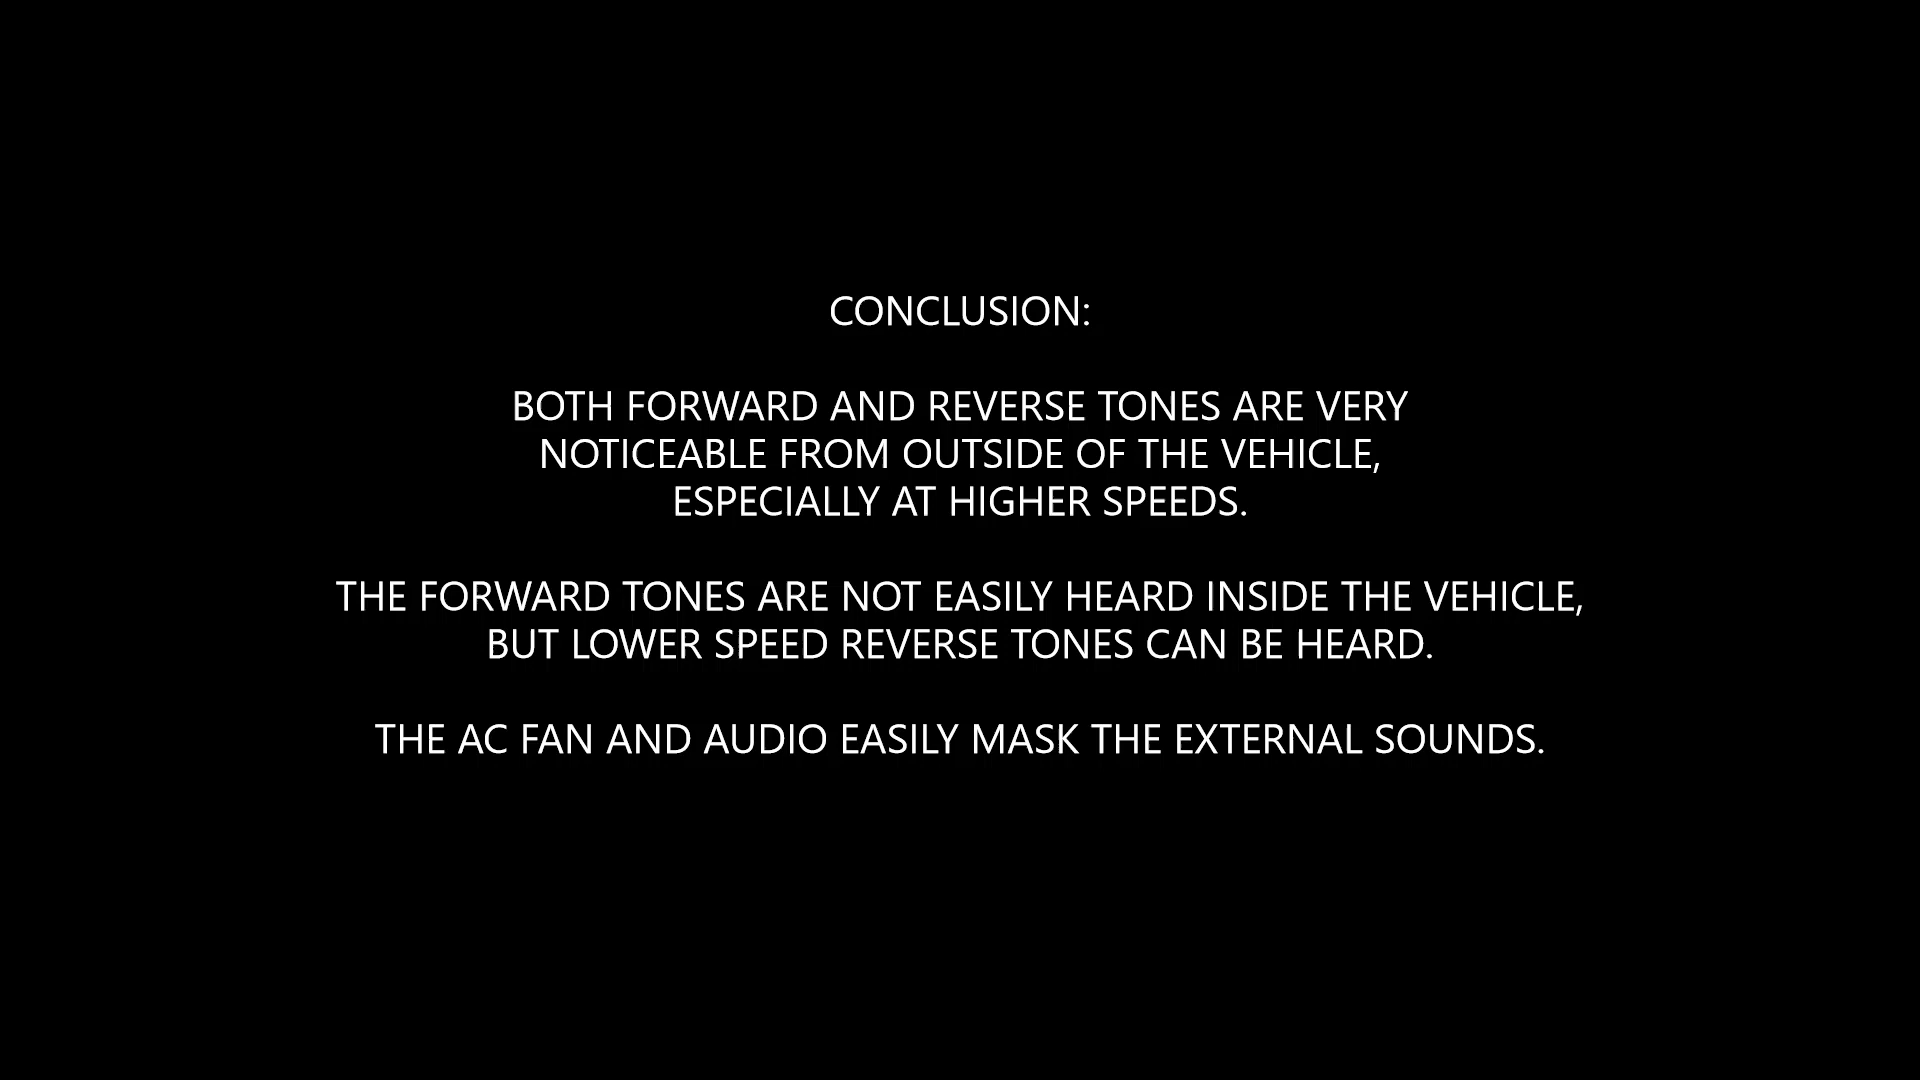 CONCLUSION:
BOTH FORWARD AND REVERSE TONES ARE VERY
NOTICEABLE FROM OUTSIDE OF THE VEHICLE,
ESPECIALLY AT HIGHER SPEEDS.
THE FORWARD TONES ARE NOT EASILY HEARD INSIDE THE VEHICLE,
BUT LOWER SPEED REVERSE TONES CAN BE HEARD.
THE AC FAN AND AUDIO EASILY MASK THE EXTERNAL SOUNDS.